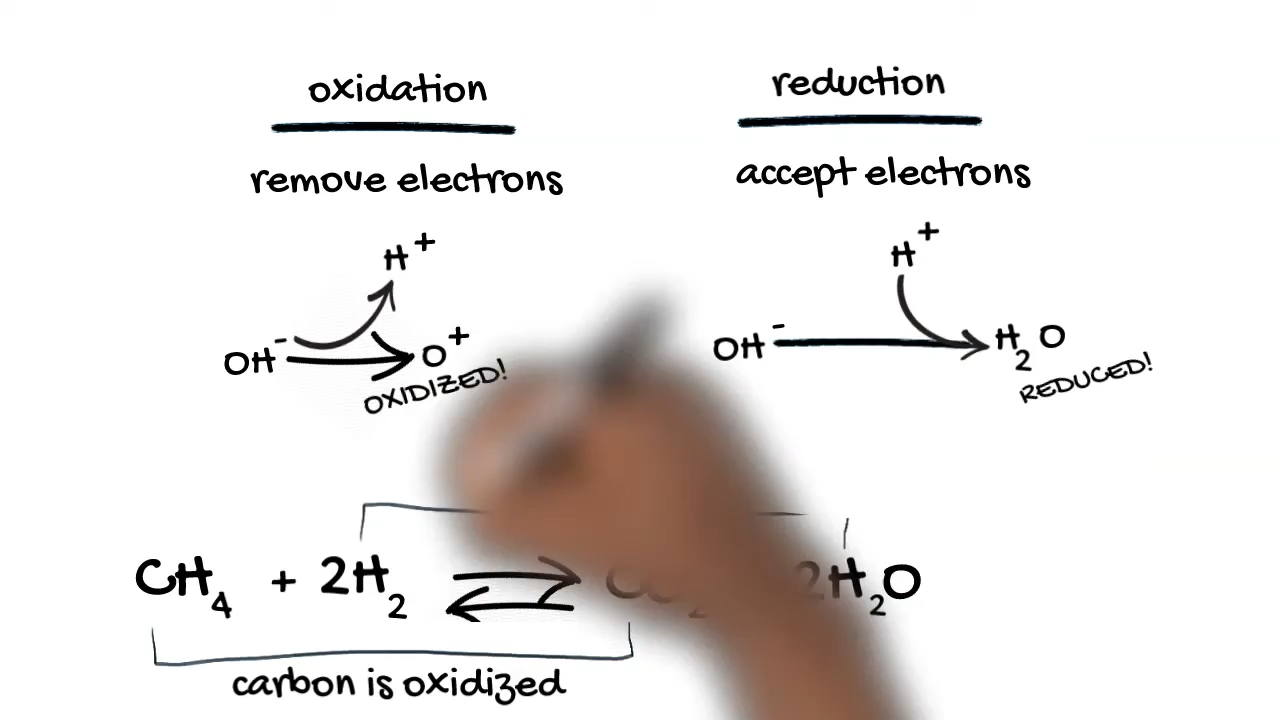 oxidation
reduction
remove electrons
accept electrons
H+
H+
OH- O+
OH- H2O
OXIDIZED!
REDUCED!
CH4 + 2H2 2H2O
carbon is oxidized